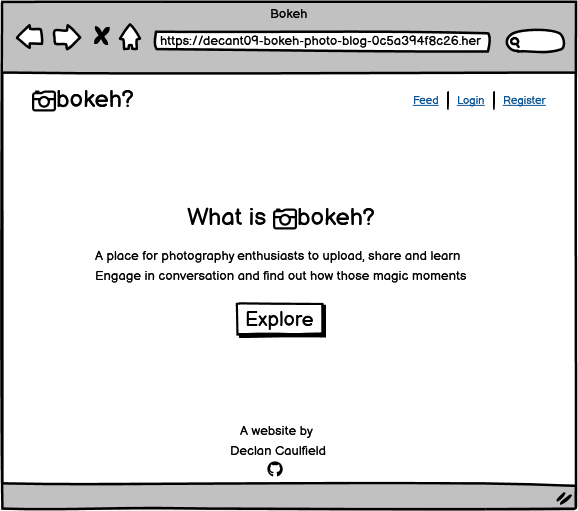 Bokeh
https://decant09-bokeh-photo-blog-0c5a394f8c26.her
bokeh?
Feed | Login | Register
What is bokeh?
A place for photography enthusiasts to upload, share and learn
Engage in conversation and find out how those magic moments
Explore
A website by
Declan Caulfield